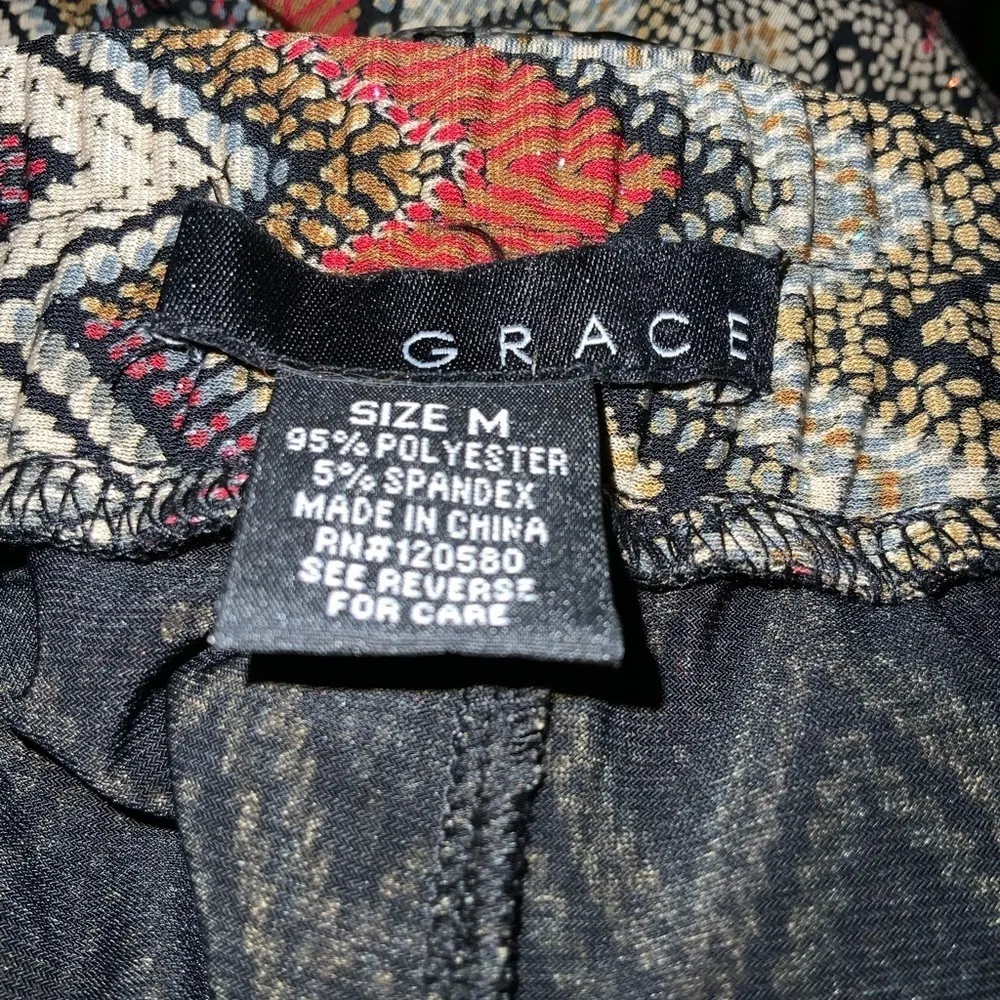 GRACE
SIZE M
95% POLYESTER
5% SPANDEX
MADE IN CHINA
RN#120580
SEE REVERSE
FOR CARE